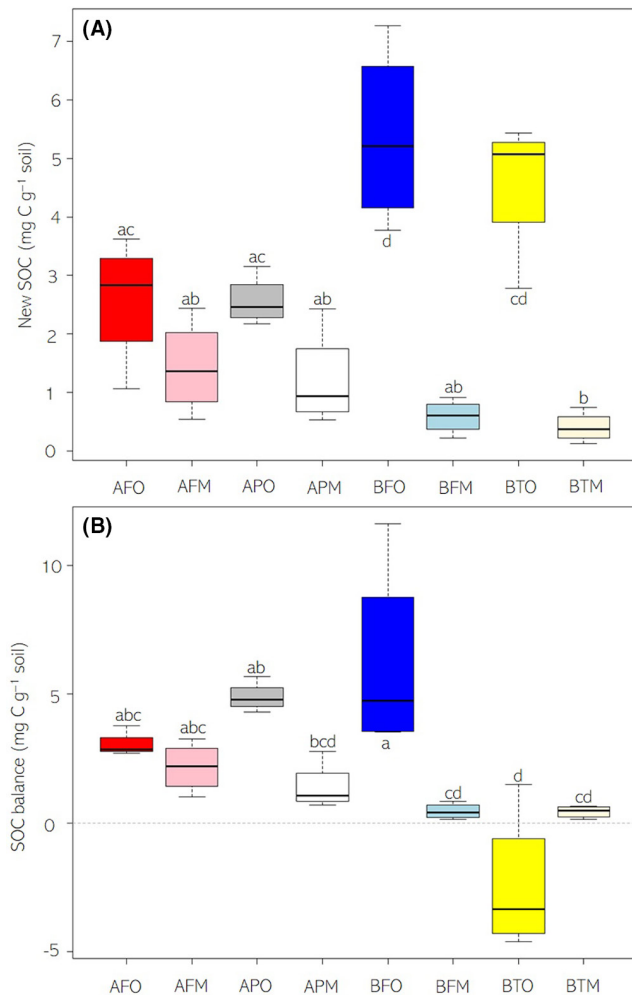 (A)
New SOC (mg C g⁻¹ soil)
7
6
5
4
3
2
1
0
ac
ab
ac
ab
d
ab
cd
b
AFO AFM APO APM BFO BFM BTO BTM
(B)
SOC balance (mg C g⁻¹ soil)
10
5
0
-5
abc
abc
ab
bcd
a
cd
d
cd
AFO AFM APO APM BFO BFM BTO BTM